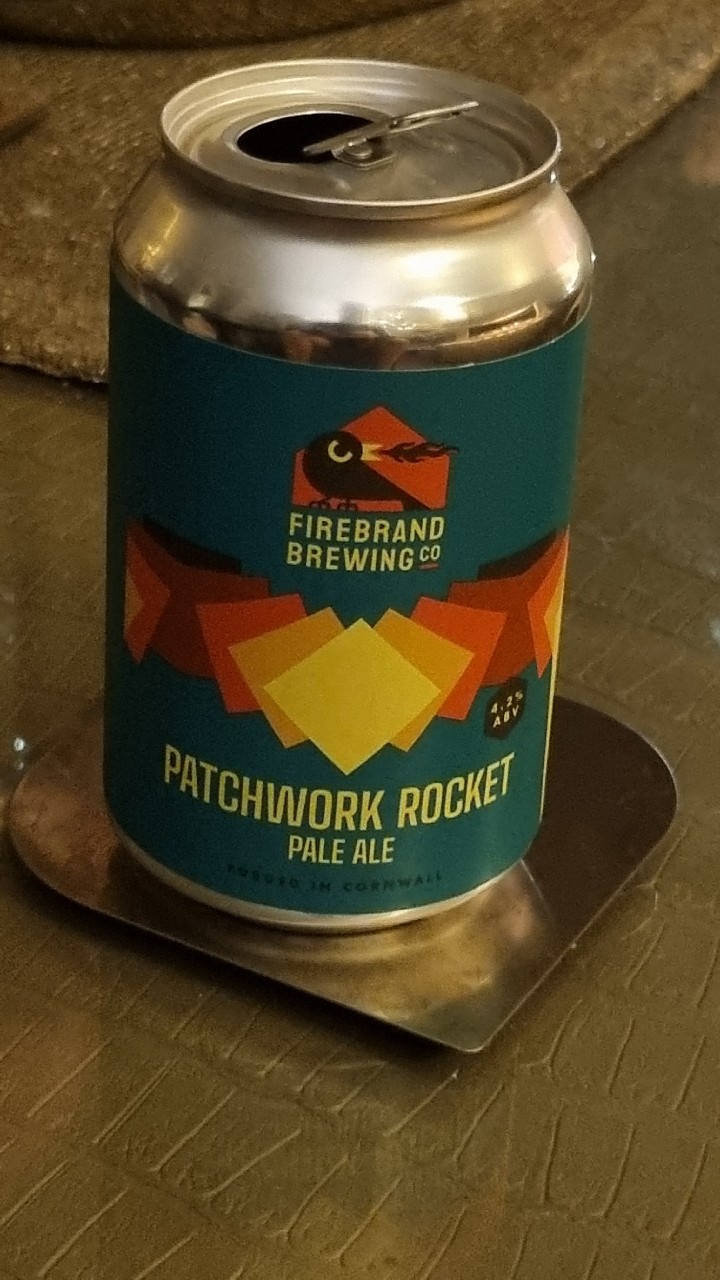 FIREBRAND
BREWING CO
4.2%
ABV
PATCHWORK ROCKET
PALE ALE
FORGED IN CORNWALL